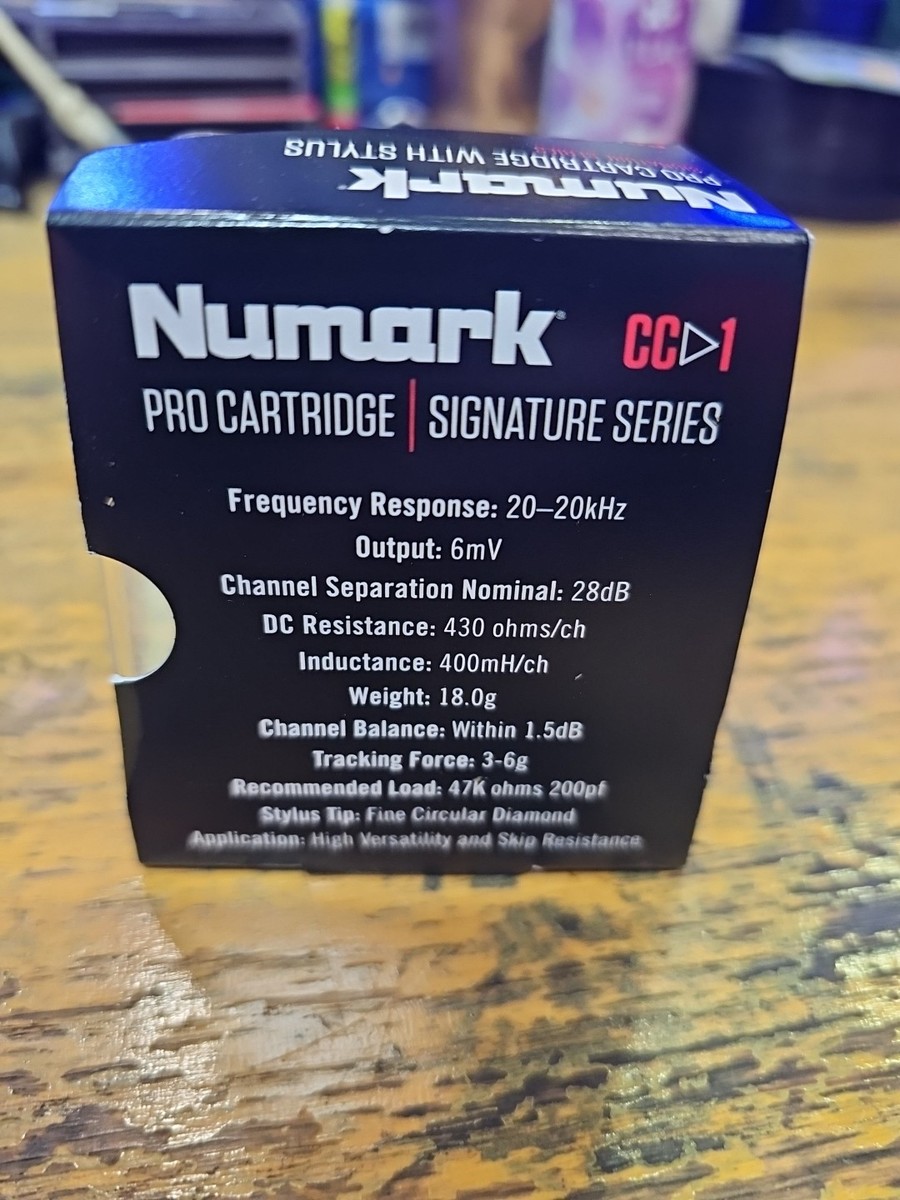 PRO CARTRIDGE WITH STYLUS
Numark
Numark® CC▷1
PRO CARTRIDGE | SIGNATURE SERIES
Frequency Response: 20–20kHz
Output: 6mV
Channel Separation Nominal: 28dB
DC Resistance: 430 ohms/ch
Inductance: 400mH/ch
Weight: 18.0g
Channel Balance: Within 1.5dB
Tracking Force: 3-6g
Recommended Load: 47K ohms 200pf
Stylus Tip: Fine Circular Diamond
Application: High Versatility and Skip Resistance